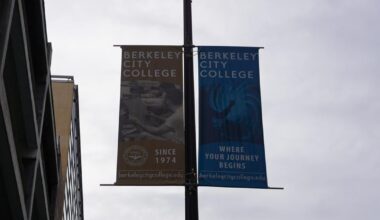 BERKELEY
CITY
COLLEGE
SINCE
1974
berkeleycitycollege.edu
BERKELEY
CITY
COLLEGE
WHERE
YOUR JOURNEY
BEGINS
berkeleycitycollege.edu